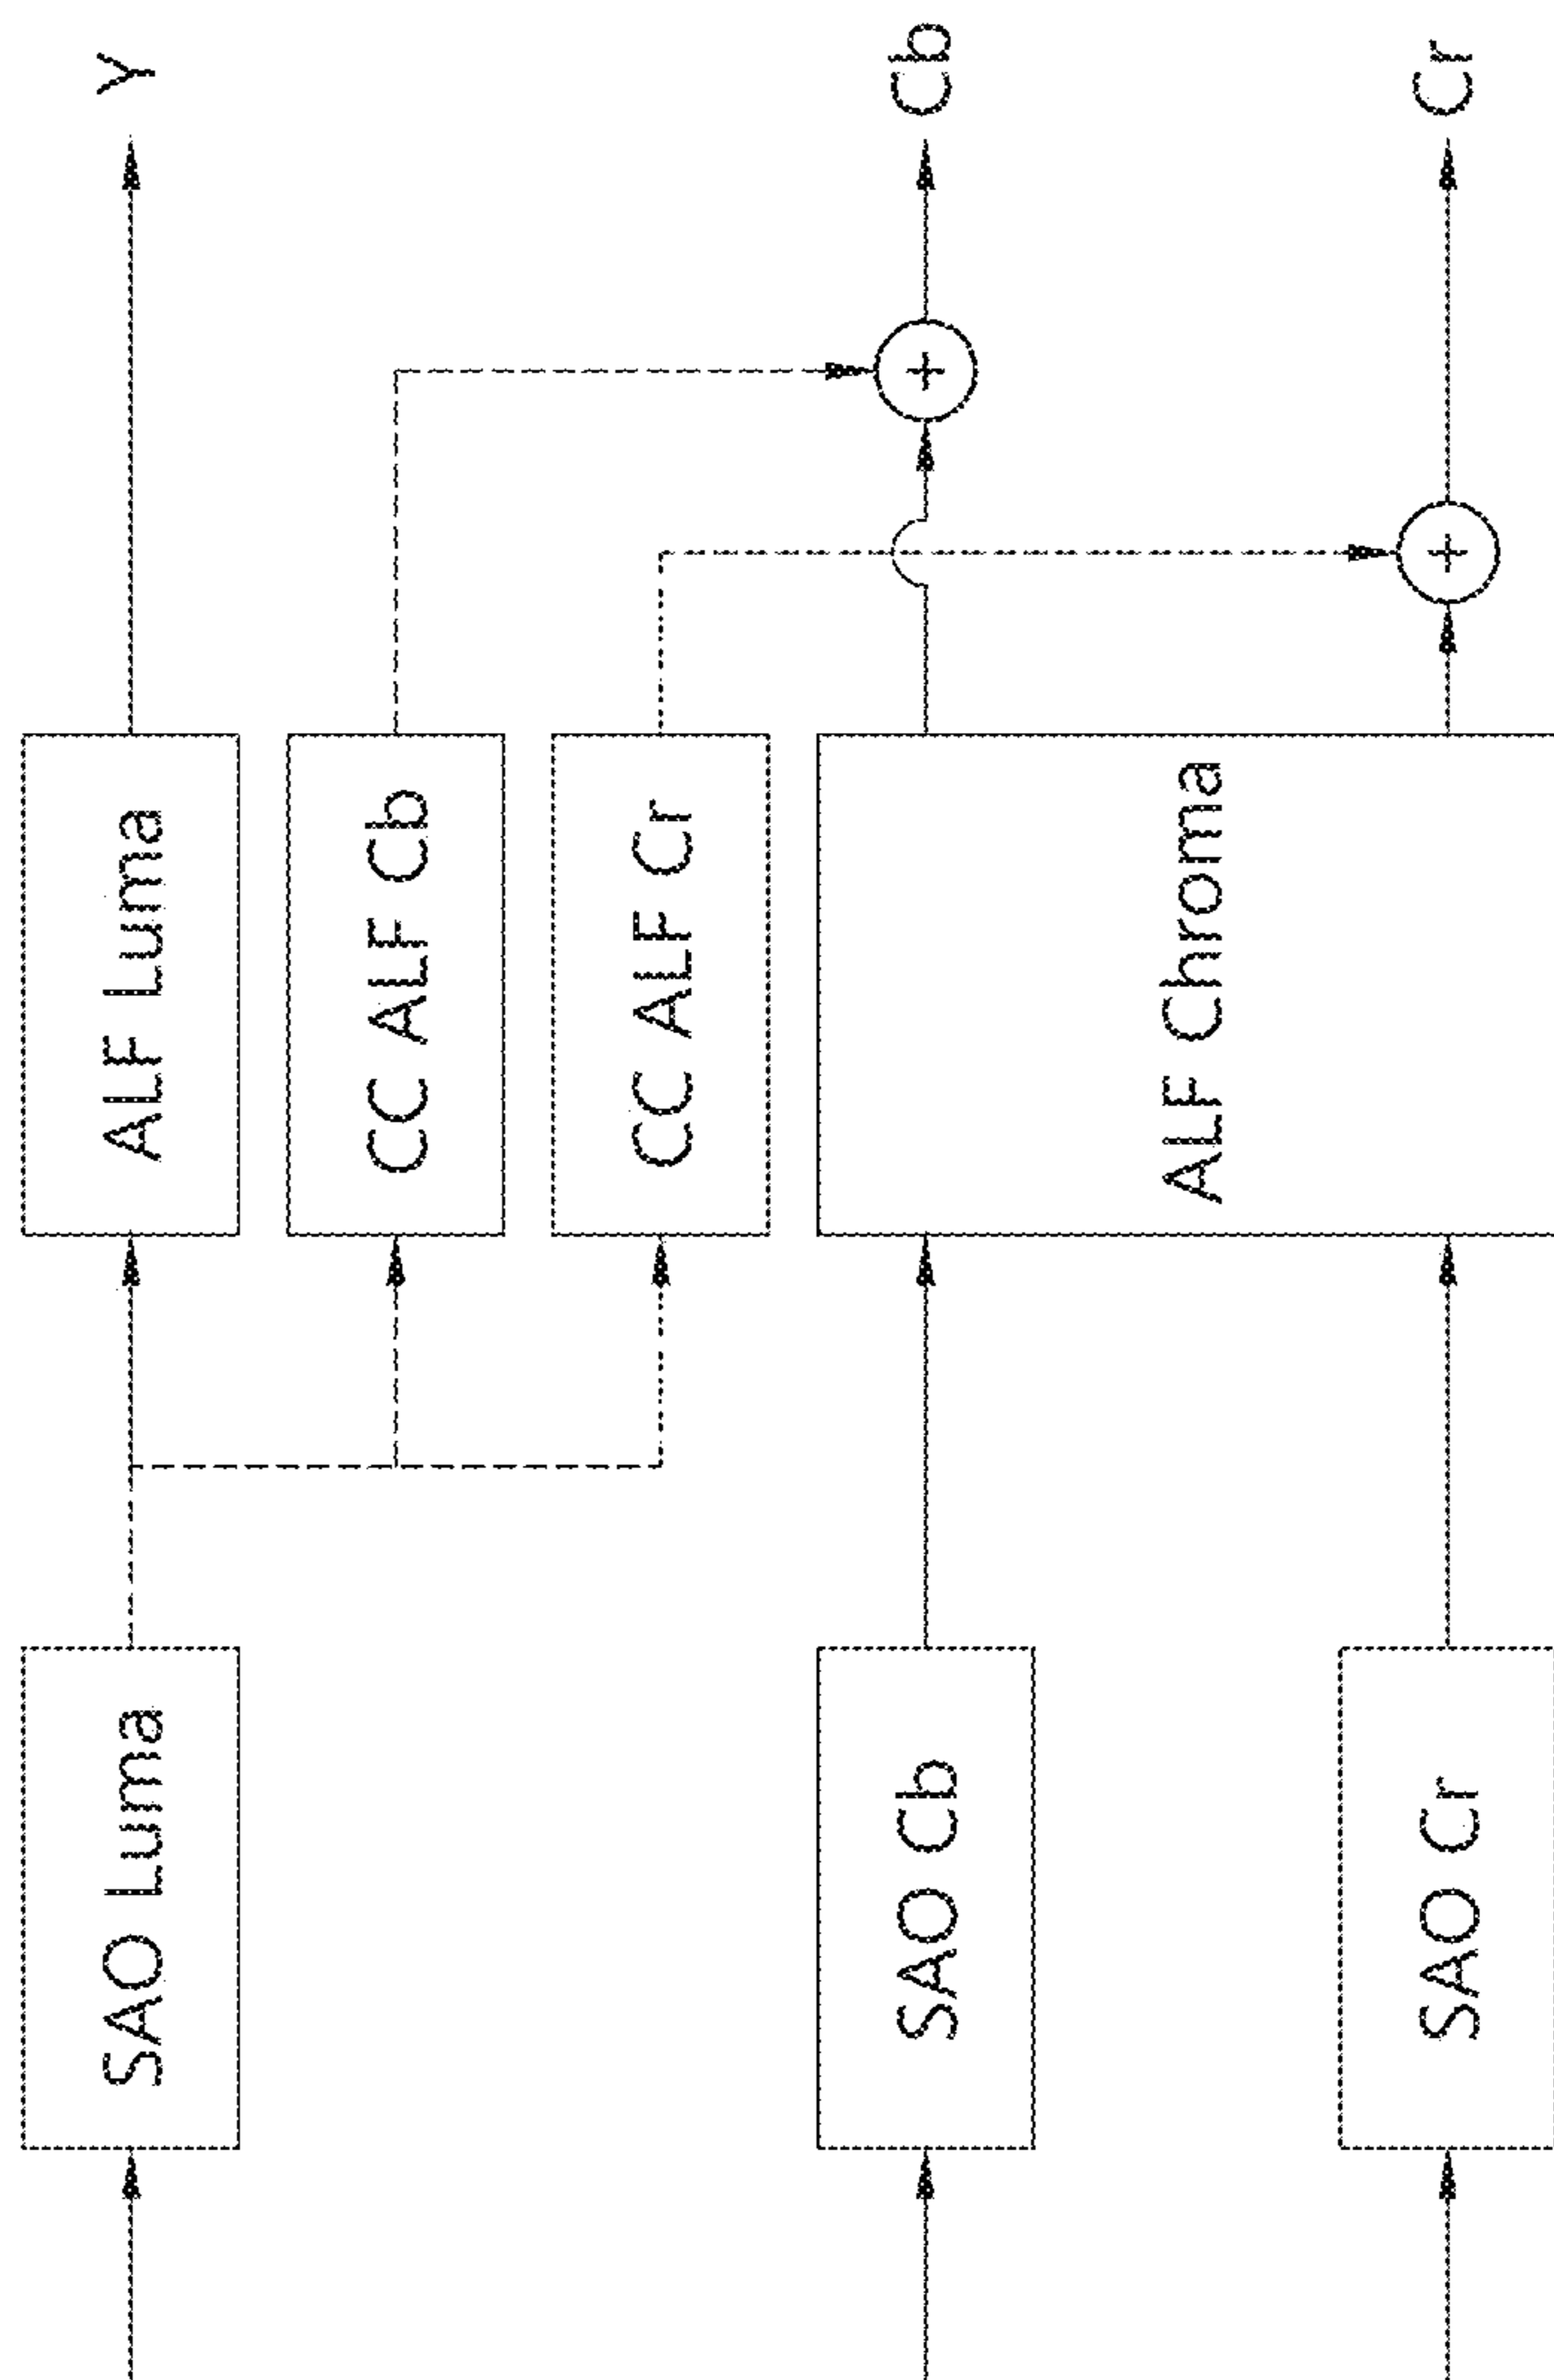 SAO Luma
ALF Luma
Y
CC ALF Cb
CC ALF Cr
SAO Cb
ALF Chroma
+
Cb
SAO Cr
+
Cr